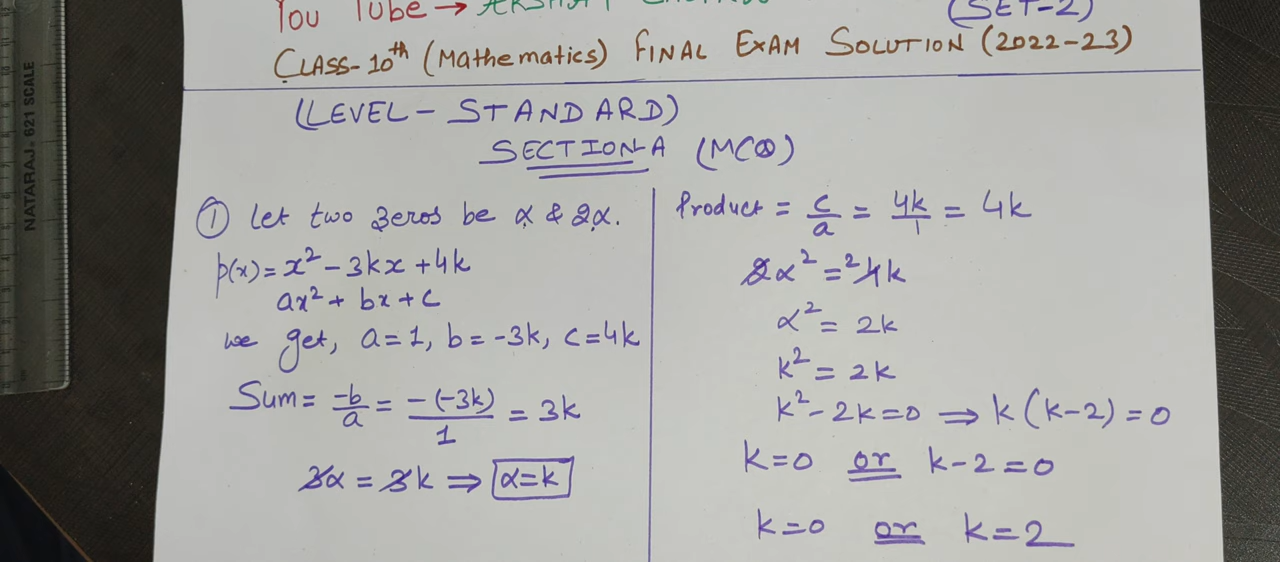 You Tube →
(SET-2)
CLASS-10th (Mathematics) FINAL EXAM SOLUTION (2022-23)
(LEVEL - STANDARD)
SECTION-A (MCQ)
① Let two zeros be α & 2α.
p(x) = x² - 3kx + 4k
ax² + bx + c
we get, a = 1, b = -3k, c = 4k
Sum = -b/a = -(-3k)/1 = 3k
3α = 3k ⇒ α = k
Product = c/a = 4k/1 = 4k
2α² = ²4k
α² = 2k
k² = 2k
k² - 2k = 0 ⇒ k(k-2) = 0
k = 0 or k - 2 = 0
k = 0 or k = 2
NATARAJ. 621 SCALE